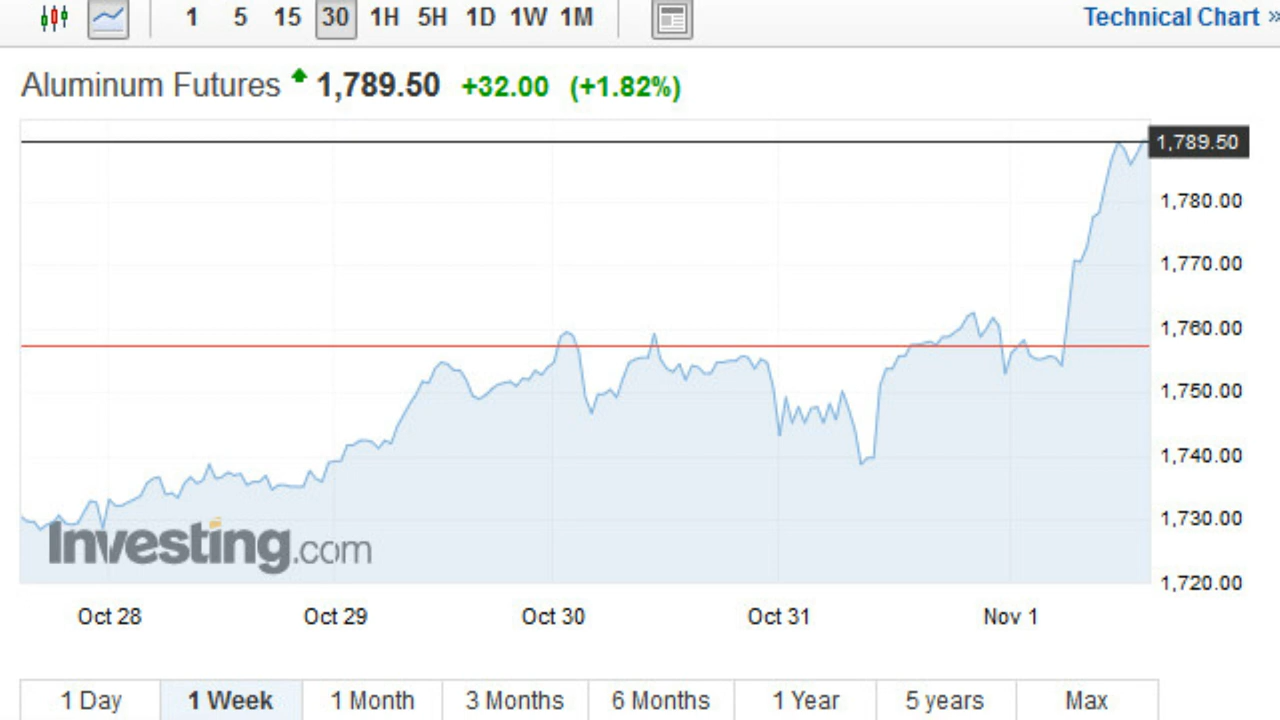 1 5 15 30 1H 5H 1D 1W 1M Technical Chart »
Aluminum Futures 1,789.50 +32.00 (+1.82%)
1,789.50
1,780.00
1,770.00
1,760.00
1,750.00
1,740.00
1,730.00
1,720.00
Investing.com
Oct 28 Oct 29 Oct 30 Oct 31 Nov 1
1 Day 1 Week 1 Month 3 Months 6 Months 1 Year 5 years Max